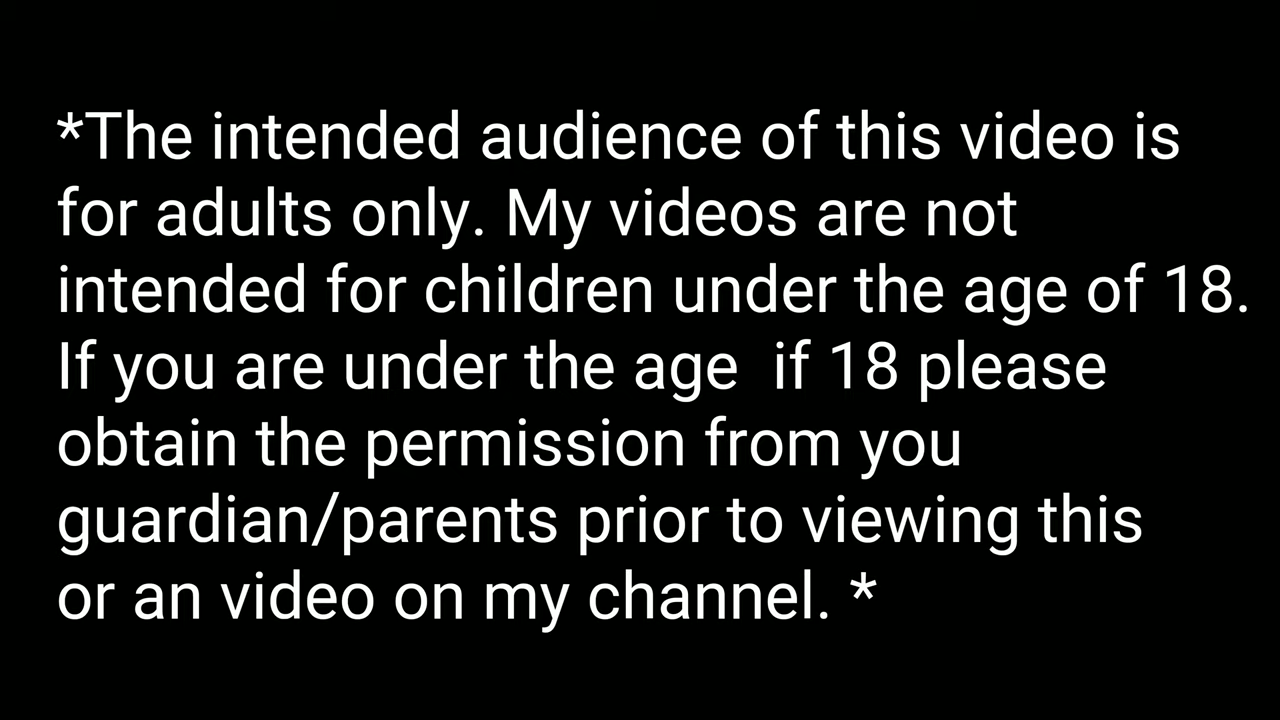 *The intended audience of this video is
for adults only. My videos are not
intended for children under the age of 18.
If you are under the age  if 18 please
obtain the permission from you
guardian/parents prior to viewing this
or an video on my channel. *